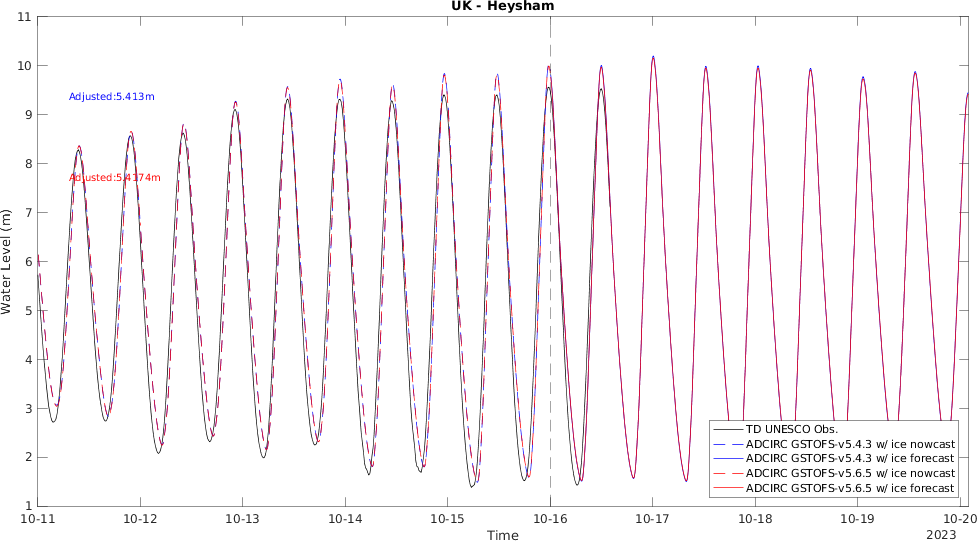 UK - Heysham
11
10
9
8
7
6
5
4
3
2
1
Water Level (m)
Adjusted:5.413m
Adjusted:5.4174m
TD UNESCO Obs.
ADCIRC GSTOFS-v5.4.3 w/ ice nowcast
ADCIRC GSTOFS-v5.4.3 w/ ice forecast
ADCIRC GSTOFS-v5.6.5 w/ ice nowcast
ADCIRC GSTOFS-v5.6.5 w/ ice forecast
10-11 10-12 10-13 10-14 10-15 10-16 10-17 10-18 10-19 10-20
Time
2023